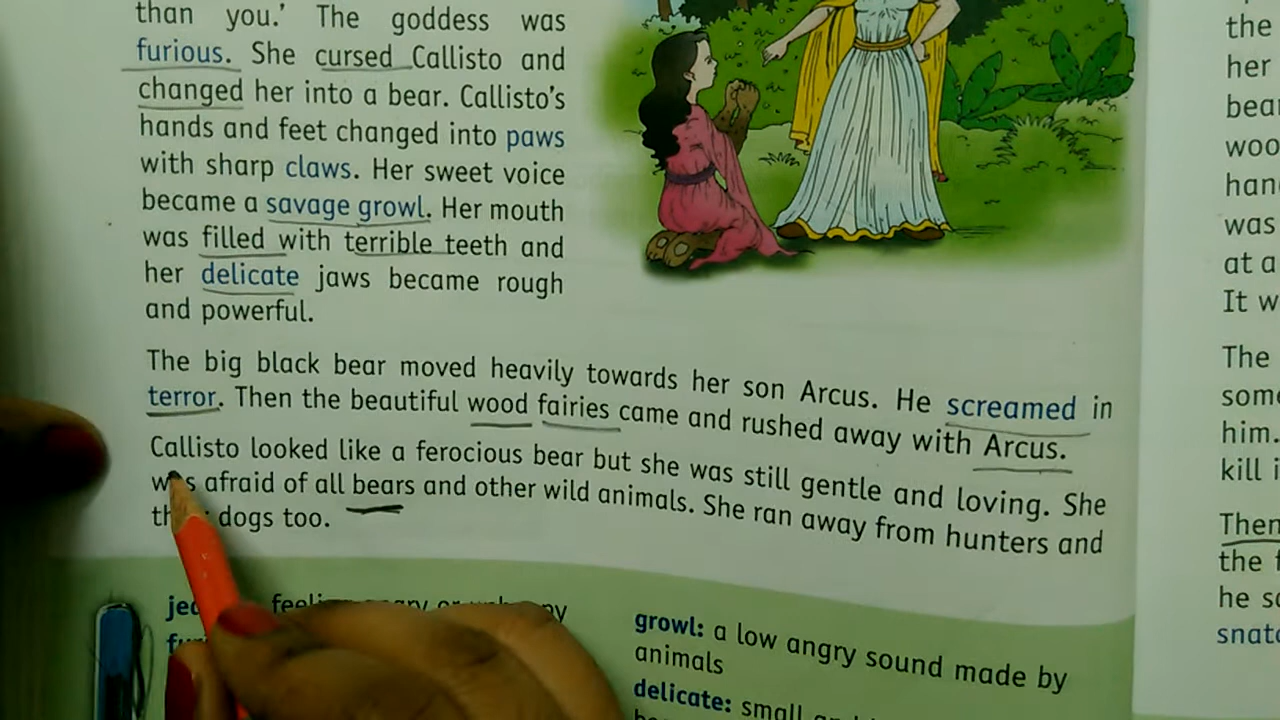 than you.' The goddess was
furious. She cursed Callisto and
changed her into a bear. Callisto's
hands and feet changed into paws
with sharp claws. Her sweet voice
became a savage growl. Her mouth
was filled with terrible teeth and
her delicate jaws became rough
and powerful.
The big black bear moved heavily towards her son Arcus. He screamed in
terror. Then the beautiful wood fairies came and rushed away with Arcus.
Callisto looked like a ferocious bear but she was still gentle and loving. She
was afraid of all bears and other wild animals. She ran away from hunters and
dogs too.
growl: a low angry sound made by
animals
delicate: small
the
her
was
at a
It w
The
him.
kill i
Then
the f
he s